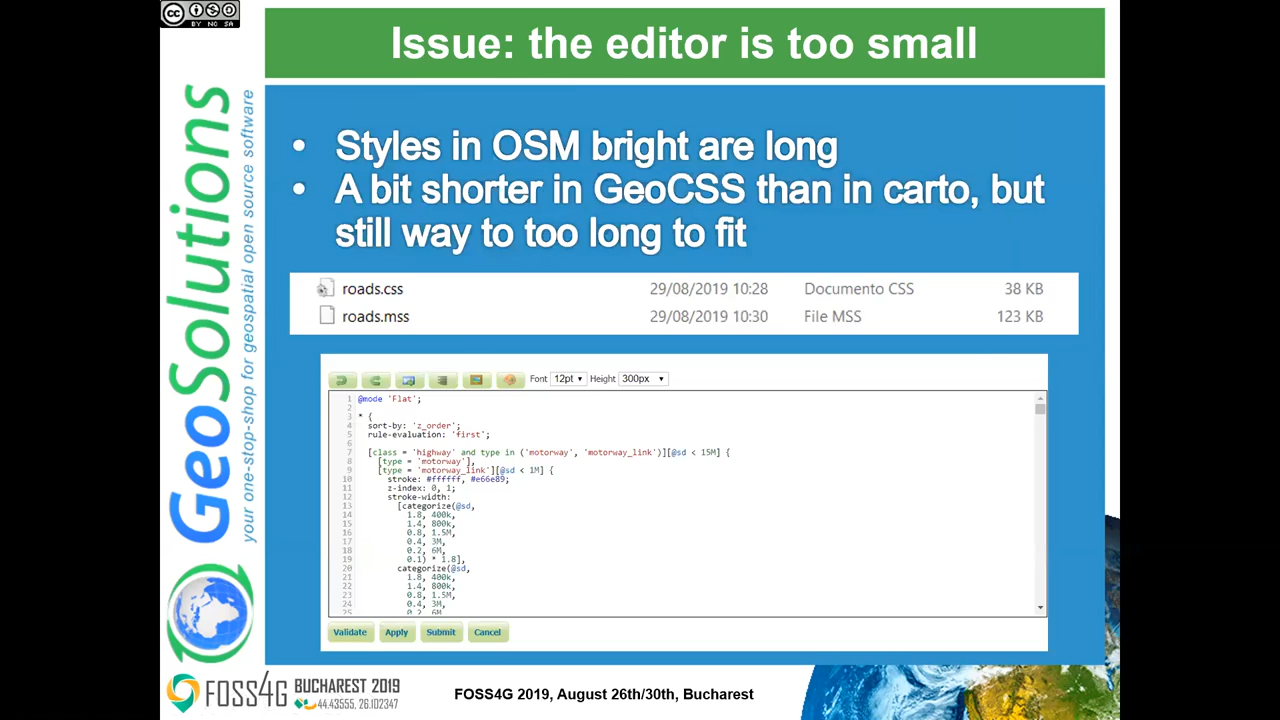 CC BY NC SA
Issue: the editor is too small
GeoSolutions
your one-stop-shop for geospatial open source software
• Styles in OSM bright are long
• A bit shorter in GeoCSS than in carto, but
still way to too long to fit
roads.css 29/08/2019 10:28 Documento CSS 38 KB
roads.mss 29/08/2019 10:30 File MSS 123 KB
Font 12pt Height 300px
1 @mode 'Flat';
2
3 * {
4 sort-by: 'z_order';
5 rule-evaluation: 'first';
6
7 [class = 'highway' and type in ('motorway', 'motorway_link')][@sd < 15M] {
8 [type = 'motorway'],
9 [type = 'motorway_link'][@sd < 1M] {
10 stroke: #ffffff, #e66e89;
11 z-index: 0, 1;
12 stroke-width:
13 [categorize(@sd,
14 1.8, 400k,
15 1.4, 800k,
16 0.8, 1.5M,
17 0.4, 3M,
18 0.2, 6M,
19 0.1) * 1.8],
20 categorize(@sd,
21 1.8, 400k,
22 1.4, 800k,
23 0.8, 1.5M,
24 0.4, 3M,
25 0.2, 6M,
Validate Apply Submit Cancel
FOSS4G BUCHAREST 2019
44.43555, 26.102347
FOSS4G 2019, August 26th/30th, Bucharest